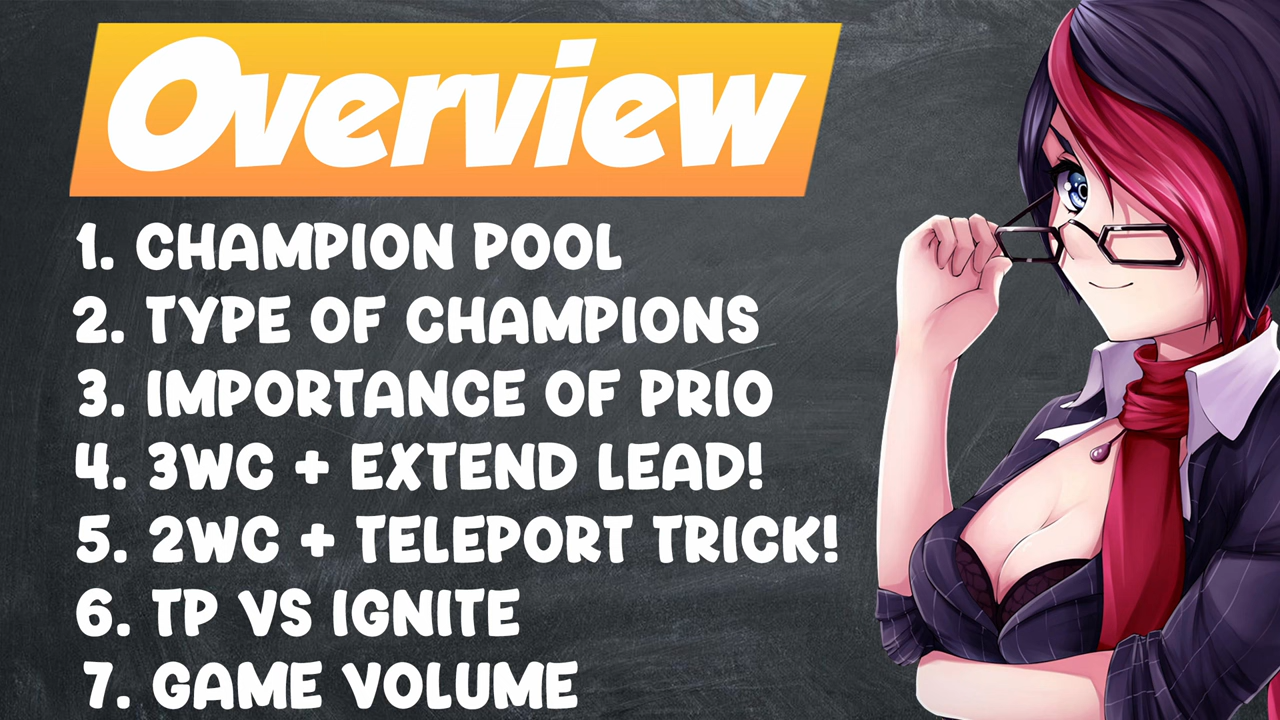 Overview
1. CHAMPION POOL
2. TYPE OF CHAMPIONS
3. IMPORTANCE OF PRIO
4. 3WC + EXTEND LEAD!
5. 2WC + TELEPORT TRICK!
6. TP VS IGNITE
7. GAME VOLUME